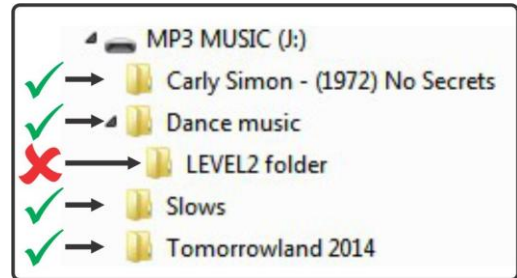 MP3 MUSIC (J:)
Carly Simon - (1972) No Secrets
Dance music
LEVEL2 folder
Slows
Tomorrowland 2014